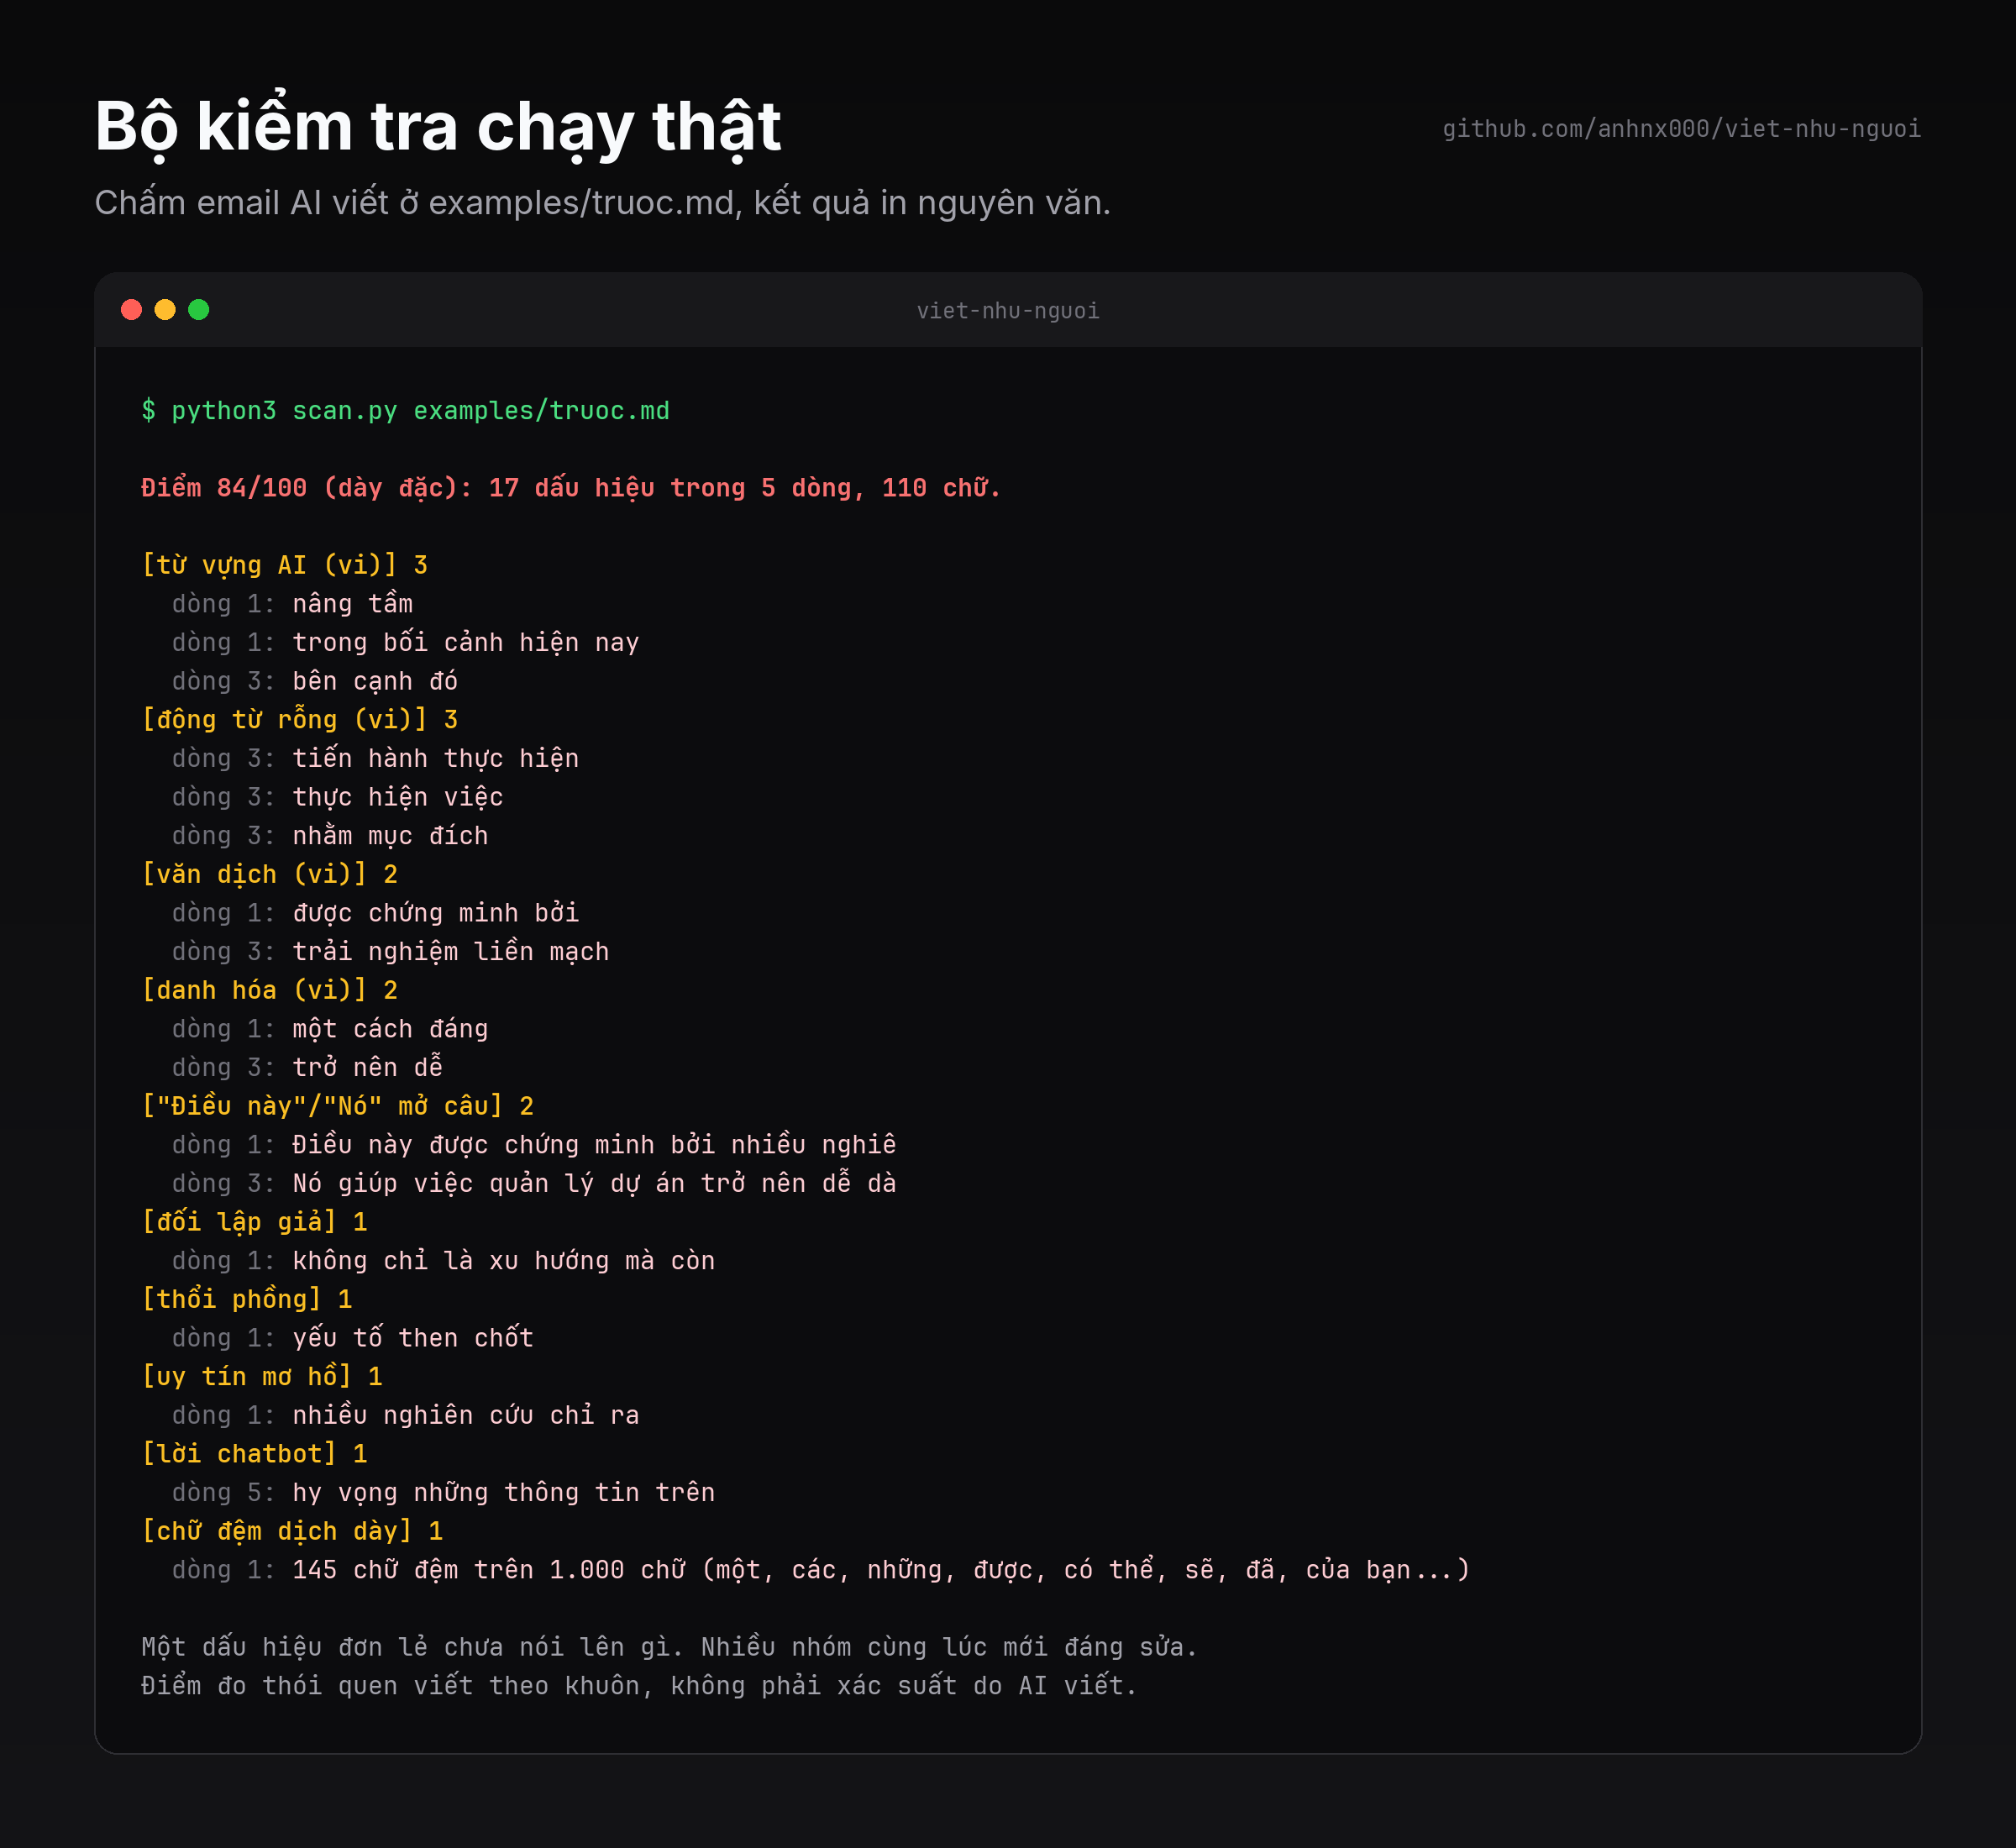 Bộ kiểm tra chạy thật
github.com/anhnx000/viet-nhu-nguoi
Chấm email AI viết ở examples/truoc.md, kết quả in nguyên văn.
viet-nhu-nguoi
$ python3 scan.py examples/truoc.md
Điểm 84/100 (dày đặc): 17 dấu hiệu trong 5 dòng, 110 chữ.
[từ vựng AI (vi)] 3
dòng 1: nâng tầm
dòng 1: trong bối cảnh hiện nay
dòng 3: bên cạnh đó
[động từ rỗng (vi)] 3
dòng 3: tiến hành thực hiện
dòng 3: thực hiện việc
dòng 3: nhằm mục đích
[văn dịch (vi)] 2
dòng 1: được chứng minh bởi
dòng 3: trải nghiệm liền mạch
[danh hóa (vi)] 2
dòng 1: một cách đáng
dòng 3: trở nên dễ
["Điều này"/"Nó" mở câu] 2
dòng 1: Điều này được chứng minh bởi nhiều nghiê
dòng 3: Nó giúp việc quản lý dự án trở nên dễ dà
[đối lập giả] 1
dòng 1: không chỉ là xu hướng mà còn
[thổi phồng] 1
dòng 1: yếu tố then chốt
[uy tín mơ hồ] 1
dòng 1: nhiều nghiên cứu chỉ ra
[lời chatbot] 1
dòng 5: hy vọng những thông tin trên
[chữ đệm dịch dày] 1
dòng 1: 145 chữ đệm trên 1.000 chữ (một, các, những, được, có thể, sẽ, đã, của bạn...)
Một dấu hiệu đơn lẻ chưa nói lên gì. Nhiều nhóm cùng lúc mới đáng sửa.
Điểm đo thói quen viết theo khuôn, không phải xác suất do AI viết.